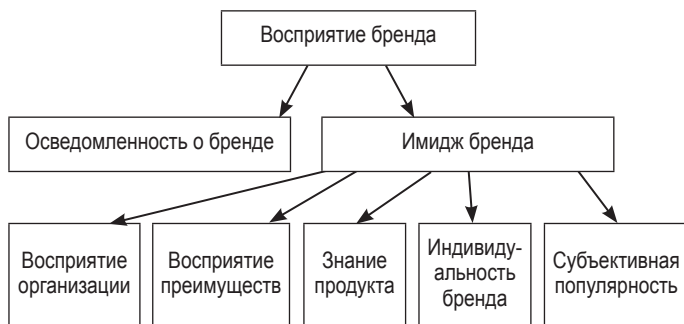 Восприятие бренда
Осведомленность о бренде
Имидж бренда
Восприятие
организации
Восприятие
преимуществ
Знание
продукта
Индивиду-
альность
бренда
Субъективная
популярность